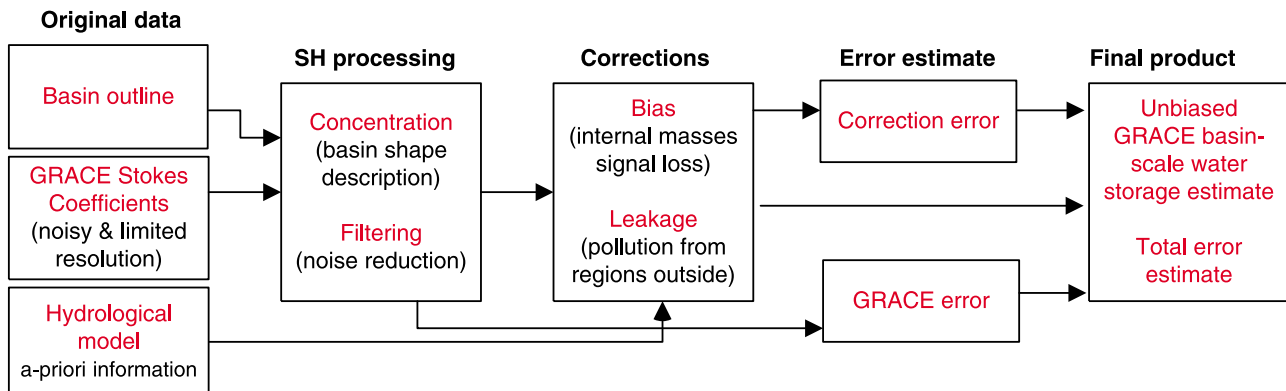 Original data
Basin outline
GRACE Stokes
Coefficients
(noisy & limited
resolution)
Hydrological
model
a-priori information
SH processing
Concentration
(basin shape
description)
Filtering
(noise reduction)
Corrections
Bias
(internal masses
signal loss)
Leakage
(pollution from
regions outside)
Error estimate
Correction error
GRACE error
Final product
Unbiased
GRACE basin-
scale water
storage estimate
Total error
estimate